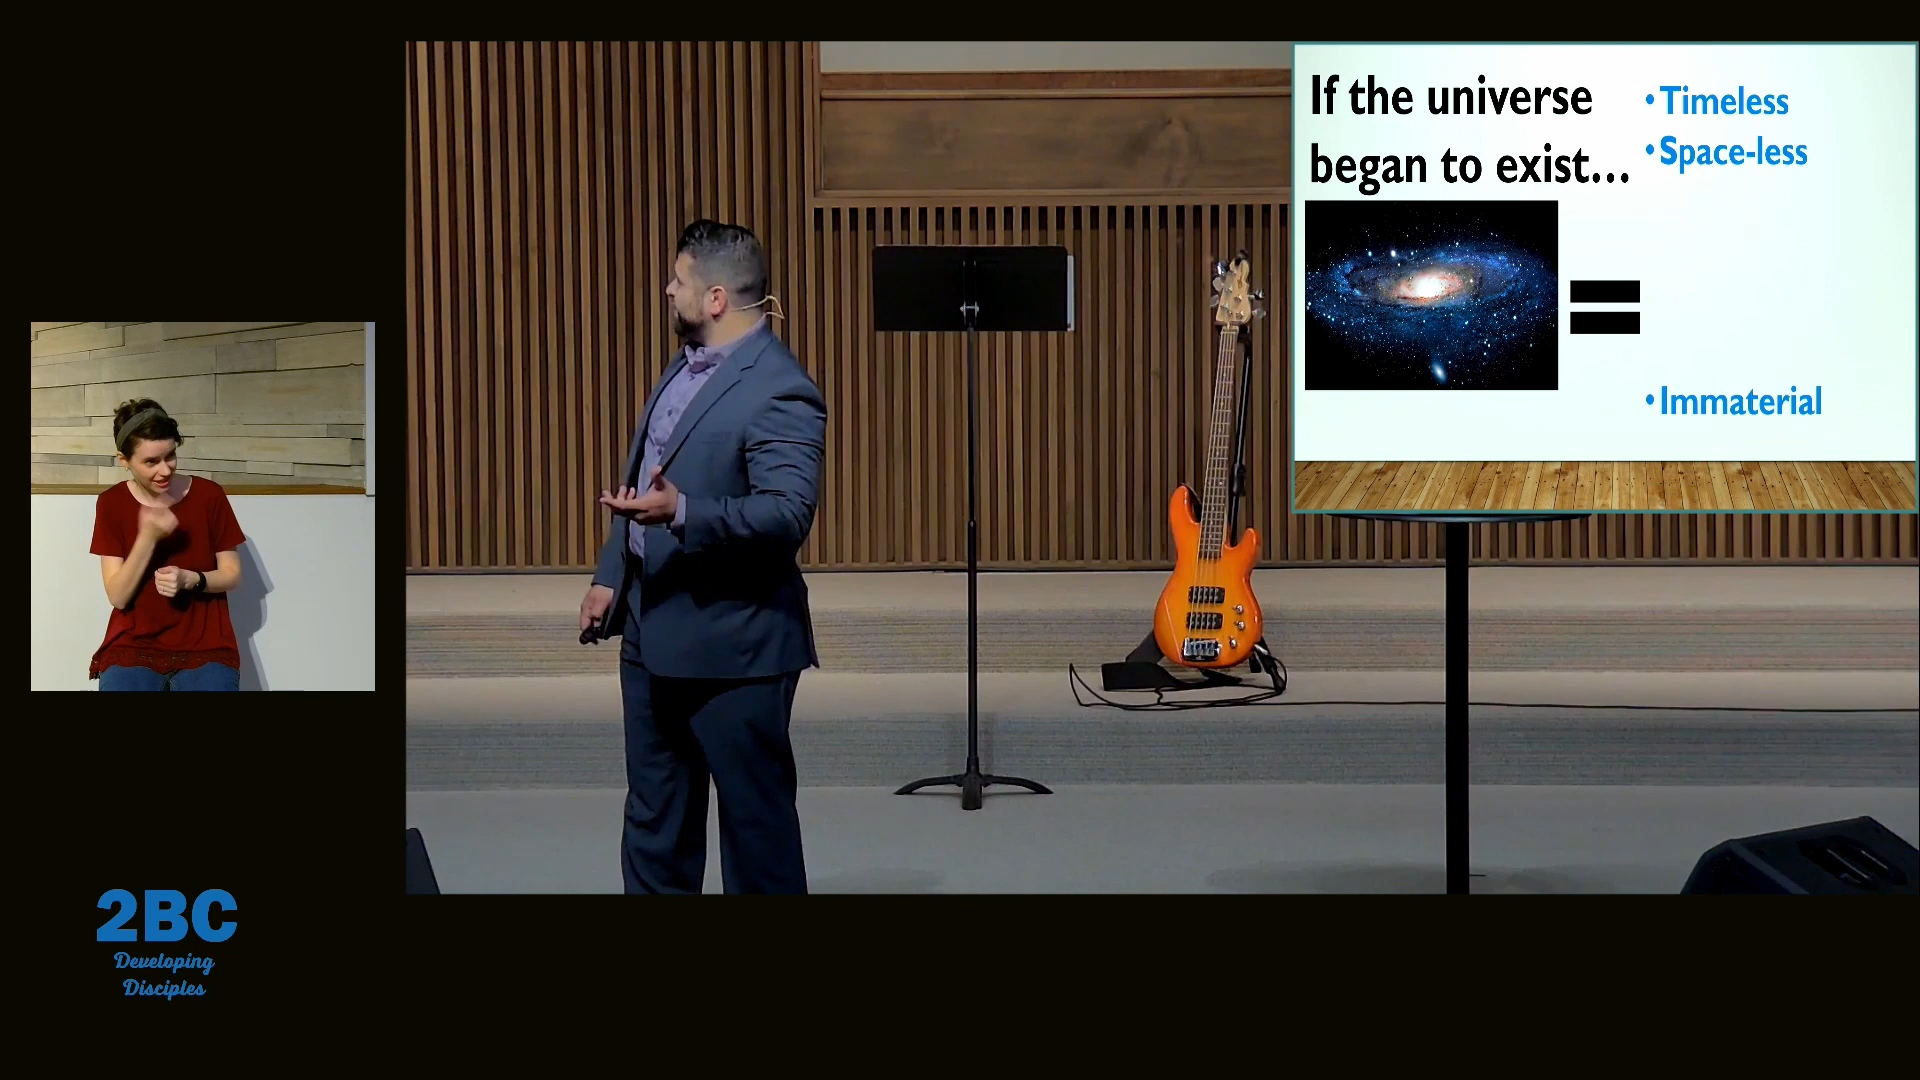 If the universe
began to exist...
• Timeless
• Space-less
• Immaterial
2BC
Developing
Disciples